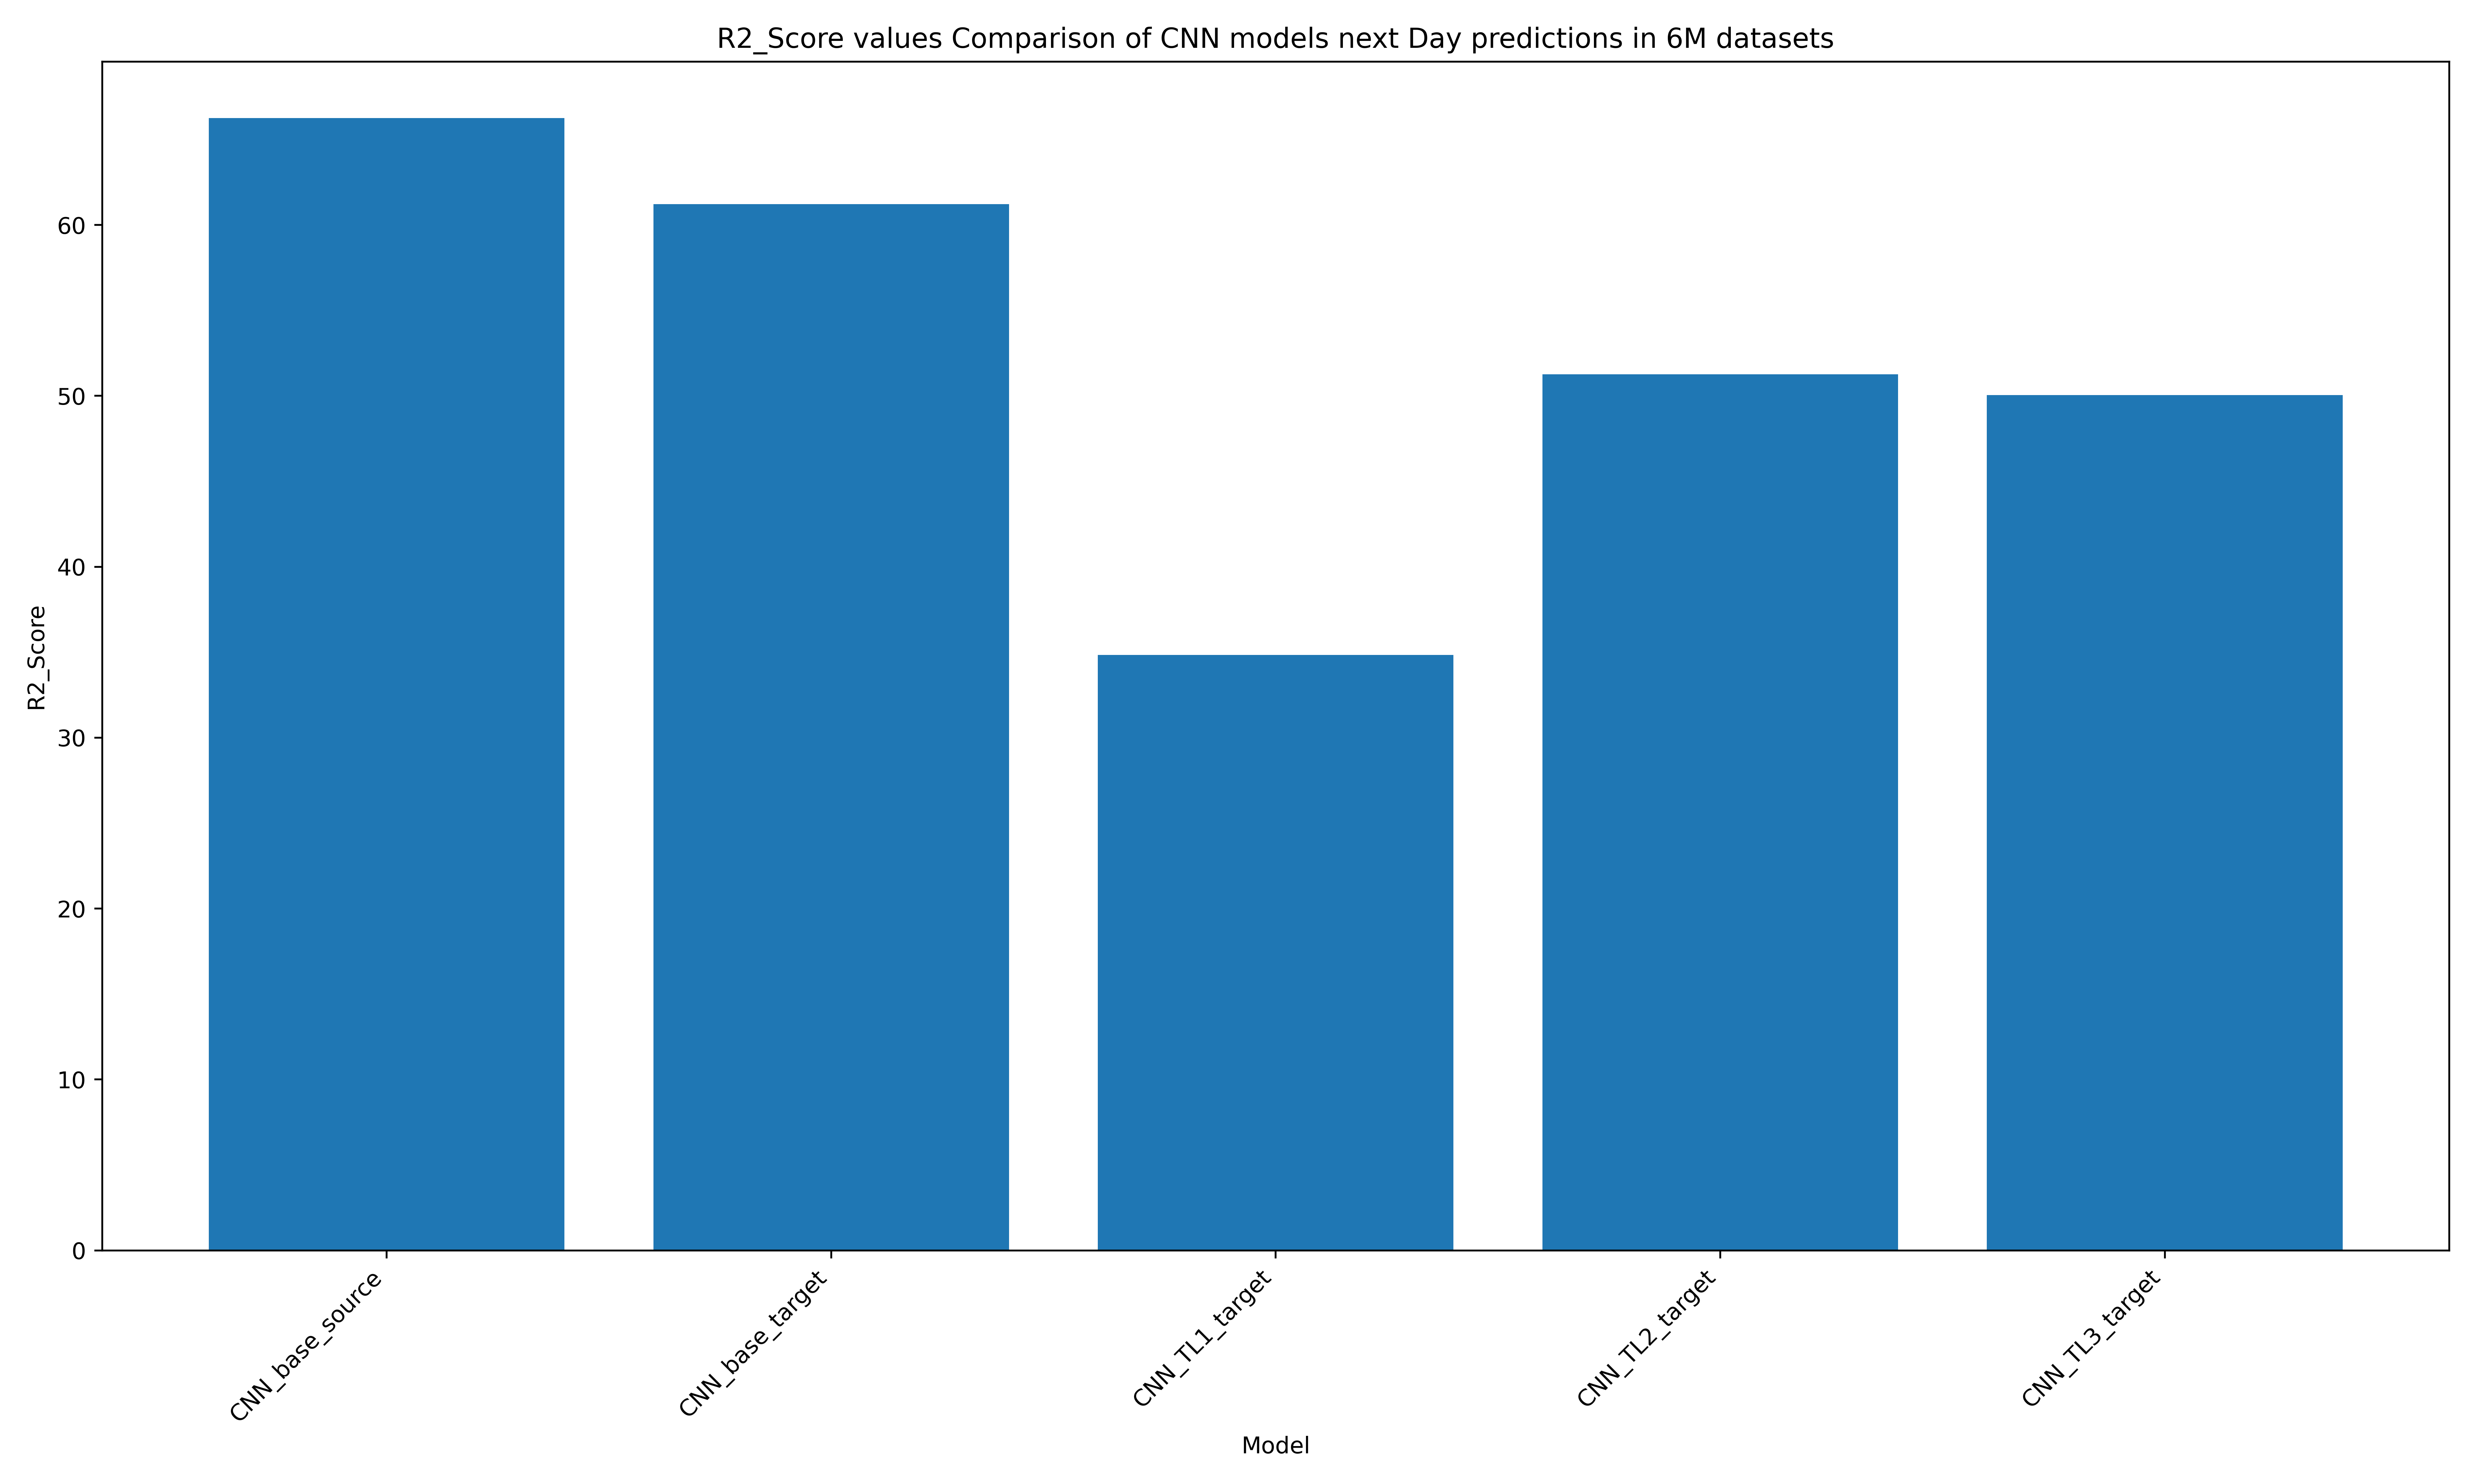 R2_Score values Comparison of CNN models next Day predictions in 6M datasets
R2_Score
60
50
40
30
20
10
0
CNN_base_source
CNN_base_target
CNN_TL1_target
CNN_TL2_target
CNN_TL3_target
Model